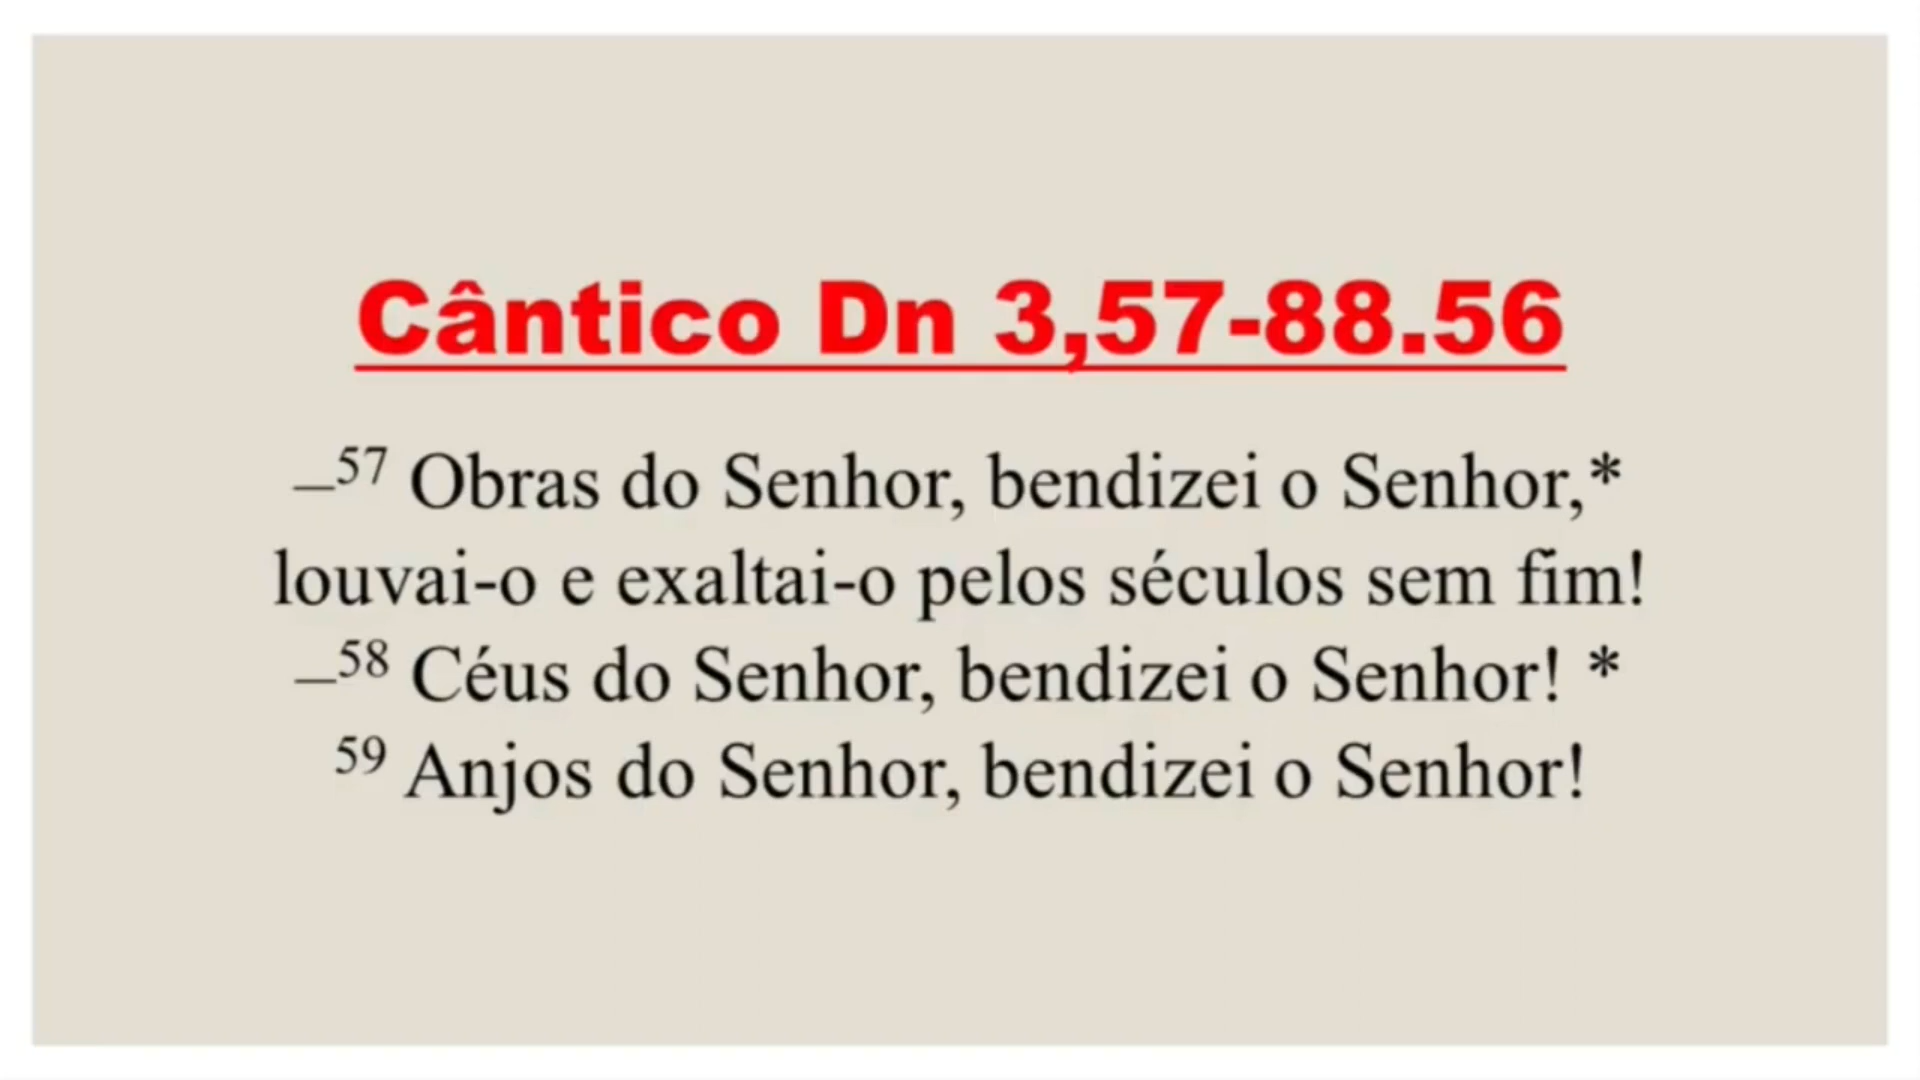 Cântico Dn 3,57-88.56
–57 Obras do Senhor, bendizei o Senhor,*
louvai-o e exaltai-o pelos séculos sem fim!
–58 Céus do Senhor, bendizei o Senhor! *
59 Anjos do Senhor, bendizei o Senhor!